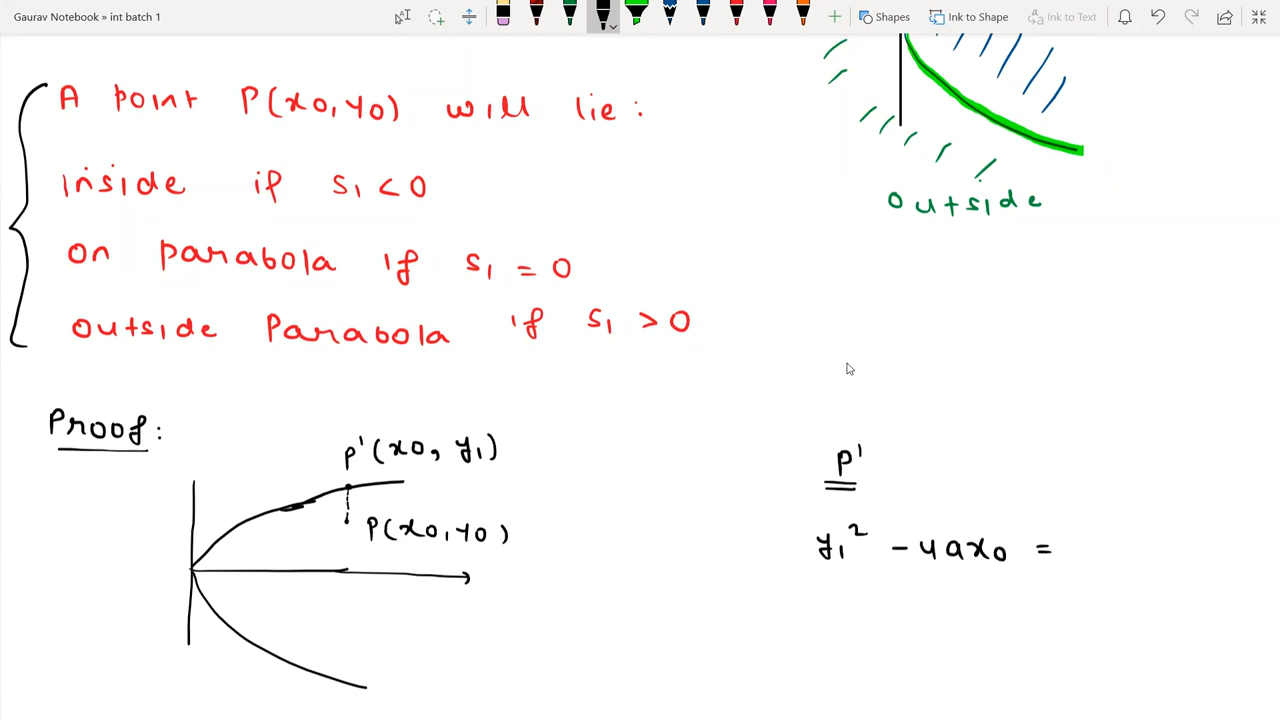 Gaurav Notebook » int batch 1
Shapes
Ink to Shape
Ink to Text
A point P(x0, y0) will lie :
inside if S1 < 0
on parabola if S1 = 0
outside Parabola if S1 > 0
outside
Proof :
P'(x0, y1)
P(x0, y0)
P'
y1² - 4ax0 =